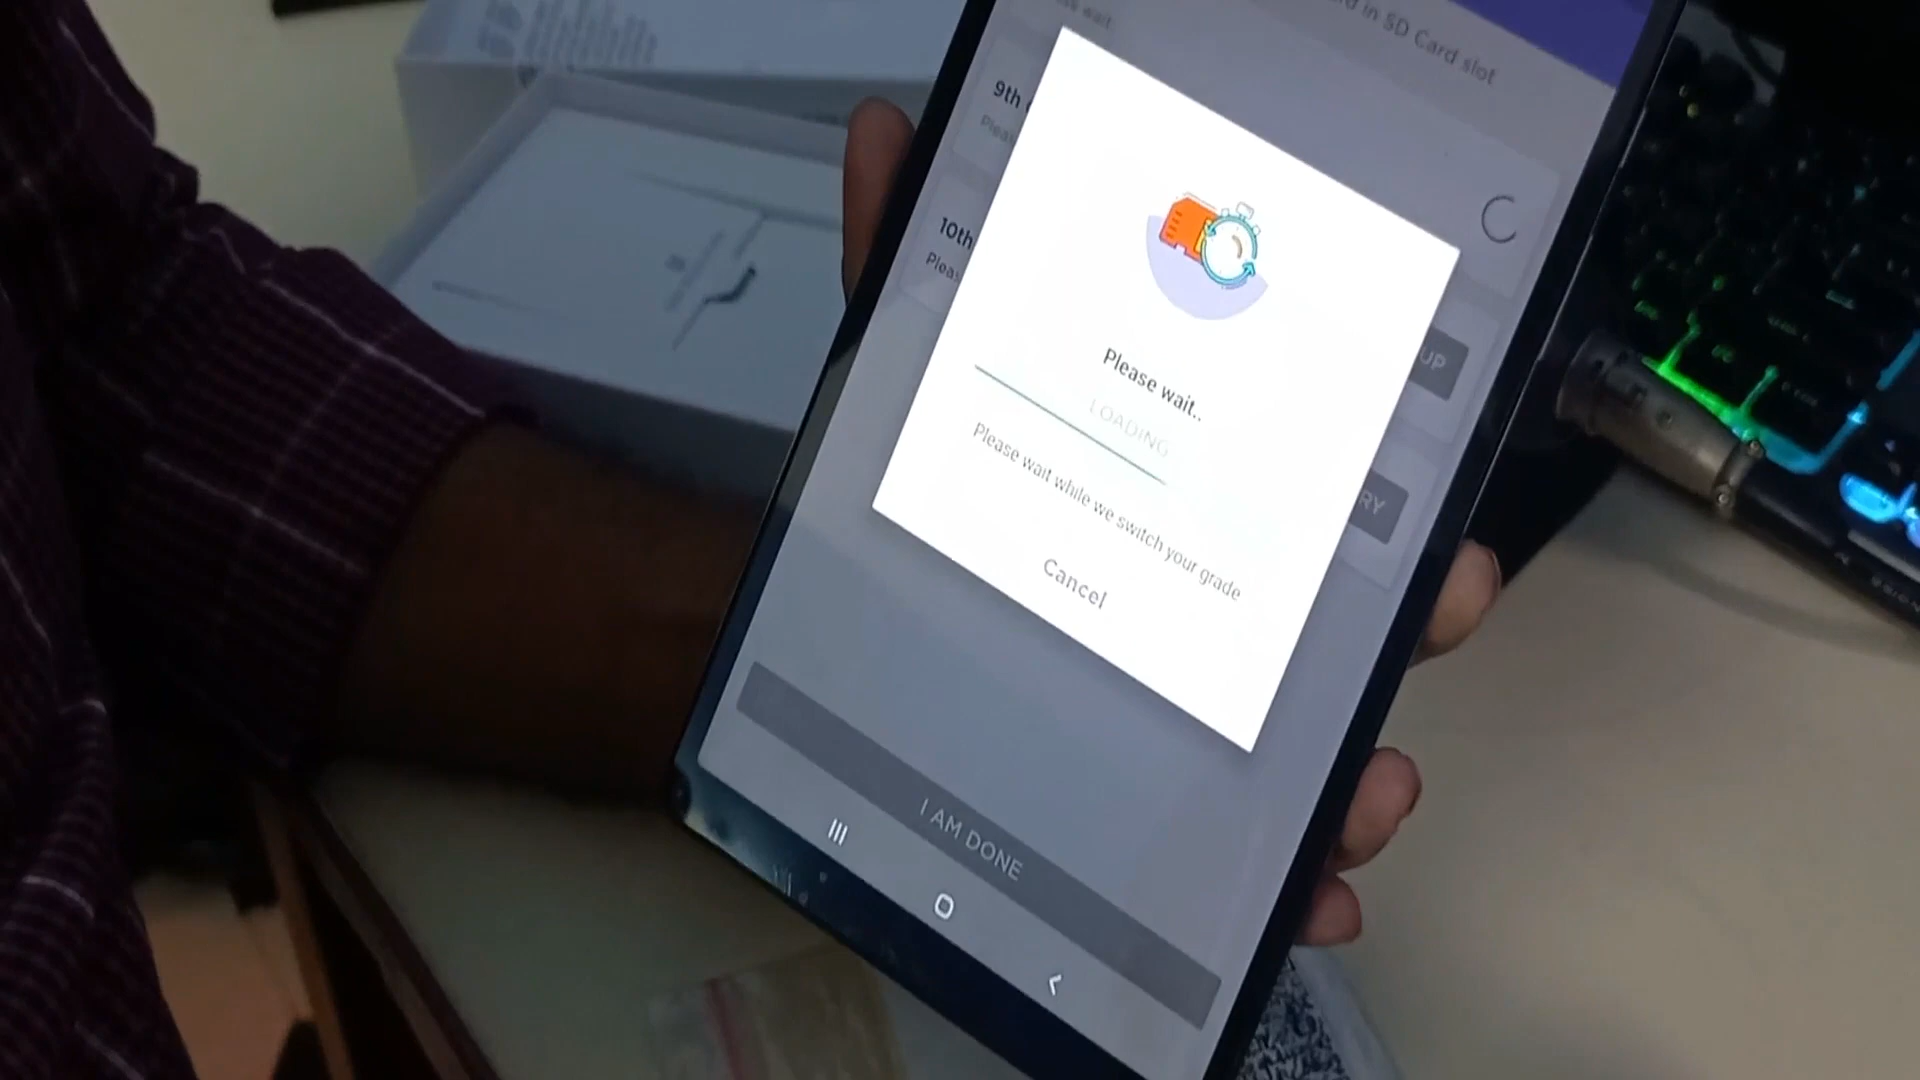 in SD Card slot
wait
9th
10th
UP
RY
Please wait..
LOADING
Please wait while we switch your grade
Cancel
I AM DONE